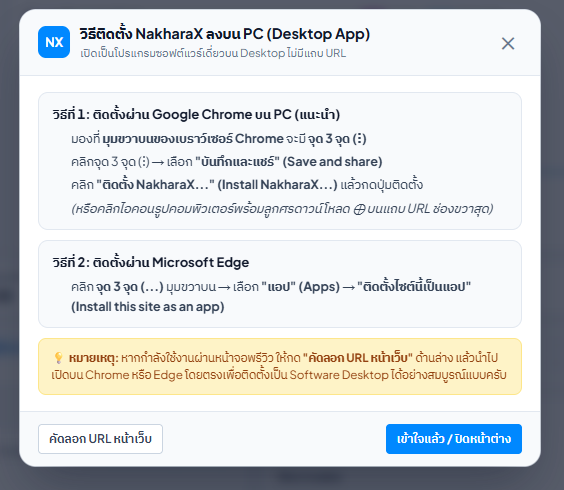 NX
วิธีติดตั้ง NakharaX ลงบน PC (Desktop App)
เปิดเป็นโปรแกรมซอฟต์แวร์เดี่ยวบน Desktop ไม่มีแถบ URL
วิธีที่ 1: ติดตั้งผ่าน Google Chrome บน PC (แนะนำ)
มองที่ มุมขวาบนของเบราว์เซอร์ Chrome จะมี จุด 3 จุด (⋮)
คลิกจุด 3 จุด (⋮) → เลือก "บันทึกและแชร์" (Save and share)
คลิก "ติดตั้ง NakharaX..." (Install NakharaX...) แล้วกดปุ่มติดตั้ง
(หรือคลิกไอคอนรูปคอมพิวเตอร์พร้อมลูกศรดาวน์โหลด ⨁ บนแถบ URL ช่องขวาสุด)
วิธีที่ 2: ติดตั้งผ่าน Microsoft Edge
คลิก จุด 3 จุด (...) มุมขวาบน → เลือก "แอป" (Apps) → "ติดตั้งไซต์นี้เป็นแอป"
(Install this site as an app)
💡 หมายเหตุ: หากกำลังใช้งานผ่านหน้าจอพรีวิว ให้กด "คัดลอก URL หน้าเว็บ" ด้านล่าง แล้วนำไป
เปิดบน Chrome หรือ Edge โดยตรงเพื่อติดตั้งเป็น Software Desktop ได้อย่างสมบูรณ์แบบครับ
คัดลอก URL หน้าเว็บ
เข้าใจแล้ว / ปิดหน้าต่าง